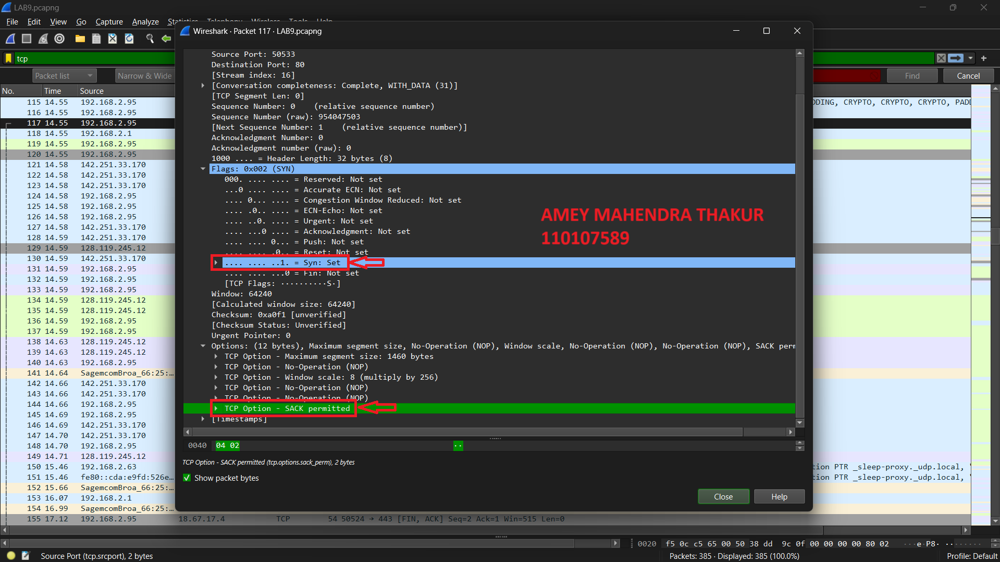 LAB9.pcapng
File Edit View Go Capture Analyze Statistics Telephony Wireless Tools Help
Wireshark · Packet 117 · LAB9.pcapng
tcp
Packet list
Narrow & Wide
Find
Cancel
No. Time Source
115 14.55 192.168.2.95
DDING, CRYPTO, CRYPTO, CRYPTO, PADD
116 14.55 192.168.2.95
117 14.55 192.168.2.95
118 14.55 192.168.2.1
119 14.55 192.168.2.95
120 14.55 192.168.2.95
121 14.58 142.251.33.170
122 14.58 142.251.33.170
123 14.58 142.251.33.170
124 14.58 192.168.2.95
125 14.58 192.168.2.95
126 14.58 192.168.2.95
127 14.58 142.251.33.170
128 14.59 142.251.33.170
129 14.59 128.119.245.12
130 14.59 142.251.33.170
131 14.59 192.168.2.95
132 14.59 192.168.2.95
133 14.59 192.168.2.95
134 14.59 128.119.245.12
135 14.59 128.119.245.12
136 14.59 192.168.2.95
137 14.59 192.168.2.95
138 14.63 128.119.245.12
139 14.63 128.119.245.12
140 14.63 192.168.2.95
141 14.64 SagemcomBroa_66:25:…
142 14.66 142.251.33.170
143 14.66 142.251.33.170
144 14.66 192.168.2.95
145 14.69 192.168.2.95
146 14.69 142.251.33.170
147 14.70 142.251.33.170
148 14.70 192.168.2.95
149 14.71 128.119.245.12
150 15.46 192.168.2.63
tion PTR _sleep-proxy._udp.local, "
151 15.46 fe80::cda:e9fd:526e…
tion PTR _sleep-proxy._udp.local, "
152 15.66 SagemcomBroa_66:25:…
153 16.07 192.168.2.1
154 16.99 SagemcomBroa_66:25:…
155 17.12 192.168.2.95 18.67.17.4 TCP 54 50524 → 443 [FIN, ACK] Seq=2 Ack=1 Win=515 Len=0
Source Port: 50533
Destination Port: 80
[Stream index: 16]
[Conversation completeness: Complete, WITH_DATA (31)]
[TCP Segment Len: 0]
Sequence Number: 0 (relative sequence number)
Sequence Number (raw): 954047503
[Next Sequence Number: 1 (relative sequence number)]
Acknowledgment Number: 0
Acknowledgment number (raw): 0
1000 .... = Header Length: 32 bytes (8)
Flags: 0x002 (SYN)
000. .... .... = Reserved: Not set
...0 .... .... = Accurate ECN: Not set
.... 0... .... = Congestion Window Reduced: Not set
.... .0.. .... = ECN-Echo: Not set
.... ..0. .... = Urgent: Not set
.... ...0 .... = Acknowledgment: Not set
.... .... 0... = Push: Not set
.... .... .0.. = Reset: Not set
.... .... ..1. = Syn: Set
.... .... ...0 = Fin: Not set
[TCP Flags: ··········S·]
Window: 64240
[Calculated window size: 64240]
Checksum: 0xa0f1 [unverified]
[Checksum Status: Unverified]
Urgent Pointer: 0
Options: (12 bytes), Maximum segment size, No-Operation (NOP), Window scale, No-Operation (NOP), No-Operation (NOP), SACK perm
TCP Option - Maximum segment size: 1460 bytes
TCP Option - No-Operation (NOP)
TCP Option - Window scale: 8 (multiply by 256)
TCP Option - No-Operation (NOP)
TCP Option - No-Operation (NOP)
TCP Option - SACK permitted
[Timestamps]
AMEY MAHENDRA THAKUR
110107589
0040 04 02 ··
TCP Option - SACK permitted (tcp.options.sack_perm), 2 bytes
Show packet bytes
Close
Help
0020 f5 0c c5 65 00 50 38 dd 9c 0f 00 00 00 00 80 02 ···e·P8· ········
Source Port (tcp.srcport), 2 bytes
Packets: 385 · Displayed: 385 (100.0%)
Profile: Default